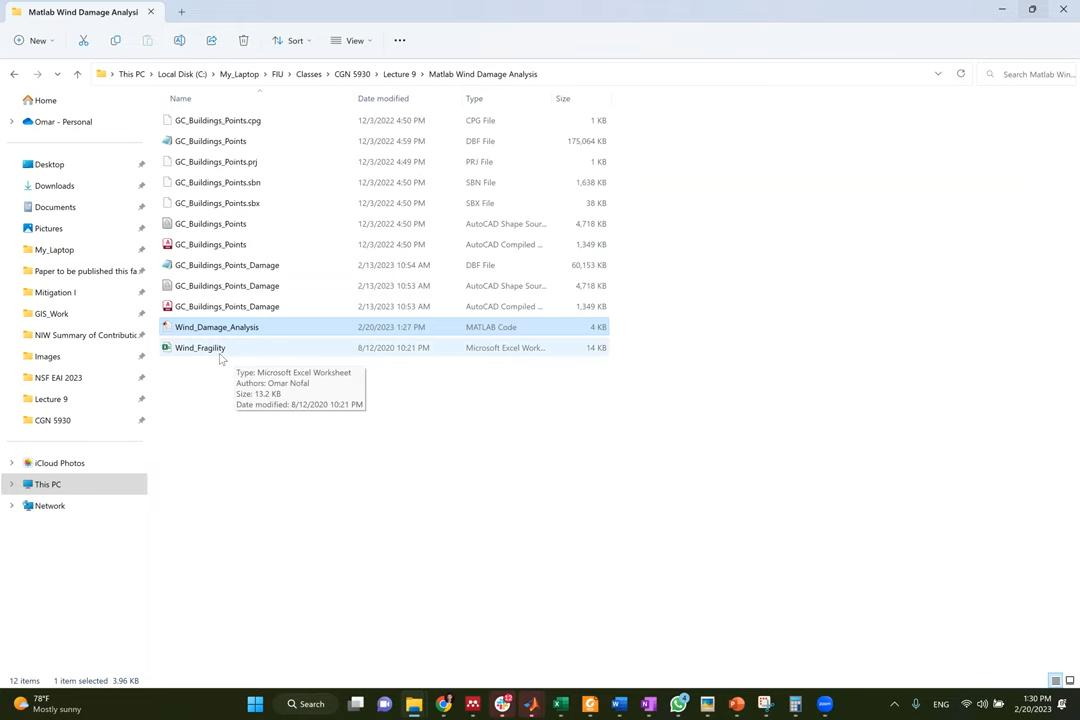 Matlab Wind Damage Analysi
New
Sort
View
This PC
Local Disk (C:)
My_Laptop
FIU
Classes
CGN 5930
Lecture 9
Matlab Wind Damage Analysis
Search Matlab Win...
Name
Date modified
Type
Size
Home
Omar - Personal
Desktop
Downloads
Documents
Pictures
My_Laptop
Paper to be published this fa
Mitigation I
GIS_Work
NIW Summary of Contributic
Images
NSF EAI 2023
Lecture 9
CGN 5930
iCloud Photos
This PC
Network
GC_Buildings_Points.cpg 12/3/2022 4:50 PM CPG File 1 KB
GC_Buildings_Points 12/3/2022 4:59 PM DBF File 175,064 KB
GC_Buildings_Points.prj 12/3/2022 4:49 PM PRJ File 1 KB
GC_Buildings_Points.sbn 12/3/2022 4:50 PM SBN File 1,638 KB
GC_Buildings_Points.sbx 12/3/2022 4:50 PM SBX File 38 KB
GC_Buildings_Points 12/3/2022 4:50 PM AutoCAD Shape Sour... 4,718 KB
GC_Buildings_Points 12/3/2022 4:50 PM AutoCAD Compiled ... 1,349 KB
GC_Buildings_Points_Damage 2/13/2023 10:54 AM DBF File 60,153 KB
GC_Buildings_Points_Damage 2/13/2023 10:53 AM AutoCAD Shape Sour... 4,718 KB
GC_Buildings_Points_Damage 2/13/2023 10:53 AM AutoCAD Compiled ... 1,349 KB
Wind_Damage_Analysis 2/20/2023 1:27 PM MATLAB Code 4 KB
Wind_Fragility 8/12/2020 10:21 PM Microsoft Excel Work... 14 KB
Type: Microsoft Excel Worksheet
Authors: Omar Nofal
Size: 13.2 KB
Date modified: 8/12/2020 10:21 PM
12 items 1 item selected 3.96 KB
78°F
Mostly sunny
Search
12
4
ENG
1:30 PM
2/20/2023